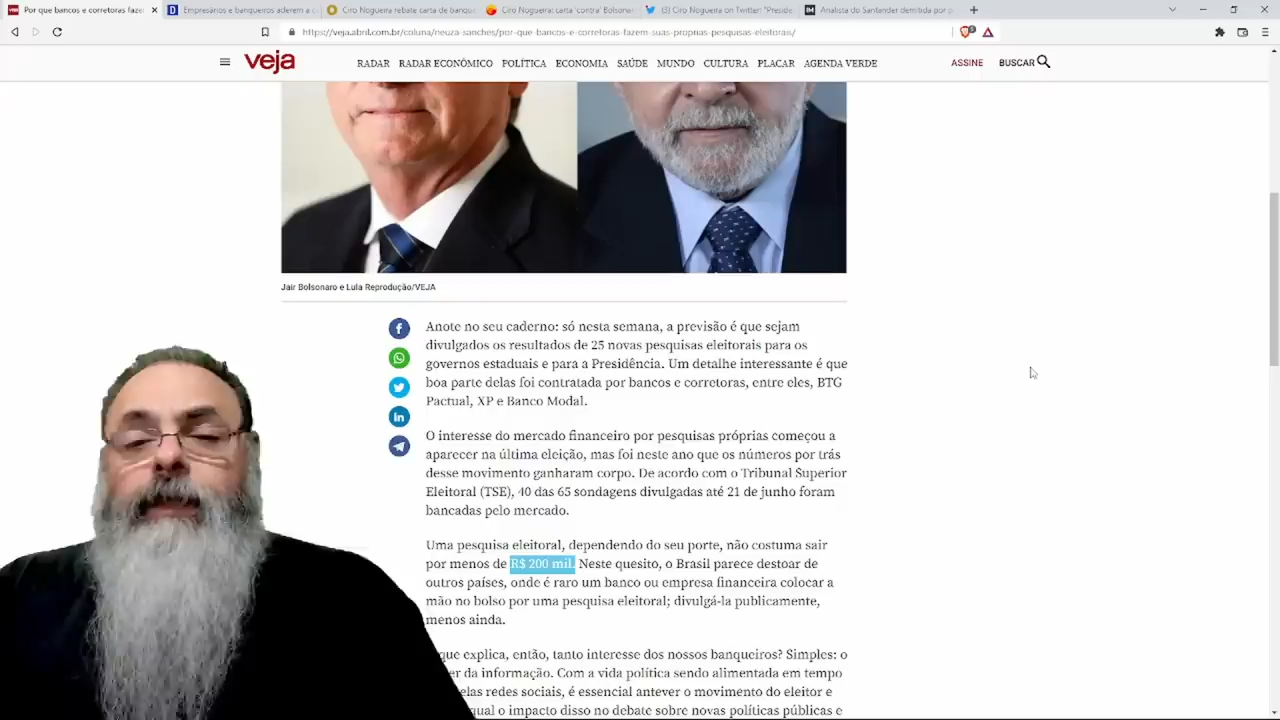 Por que bancos e corretoras fazem
Empresários e banqueiros aderem a c
Ciro Nogueira rebate carta de banque
Ciro Nogueira: carta 'contra' Bolsona
(3) Ciro Nogueira on Twitter: "Preside
Analista do Santander demitida por p
https://veja.abril.com.br/coluna/neuza-sanches/por-que-bancos-e-corretoras-fazem-suas-proprias-pesquisas-eleitorais/
veja
RADAR RADAR ECONÔMICO POLÍTICA ECONOMIA SAÚDE MUNDO CULTURA PLACAR AGENDA VERDE
ASSINE BUSCAR
Jair Bolsonaro e Lula Reprodução/VEJA
Anote no seu caderno: só nesta semana, a previsão é que sejam
divulgados os resultados de 25 novas pesquisas eleitorais para os
governos estaduais e para a Presidência. Um detalhe interessante é que
boa parte delas foi contratada por bancos e corretoras, entre eles, BTG
Pactual, XP e Banco Modal.
O interesse do mercado financeiro por pesquisas próprias começou a
aparecer na última eleição, mas foi neste ano que os números por trás
desse movimento ganharam corpo. De acordo com o Tribunal Superior
Eleitoral (TSE), 40 das 65 sondagens divulgadas até 21 de junho foram
bancadas pelo mercado.
Uma pesquisa eleitoral, dependendo do seu porte, não costuma sair
por menos de R$ 200 mil. Neste quesito, o Brasil parece destoar de
outros países, onde é raro um banco ou empresa financeira colocar a
mão no bolso por uma pesquisa eleitoral; divulgá-la publicamente,
menos ainda.
que explica, então, tanto interesse dos nossos banqueiros? Simples: o
er da informação. Com a vida política sendo alimentada em tempo
elas redes sociais, é essencial antever o movimento do eleitor e
qual o impacto disso no debate sobre novas políticas públicas e